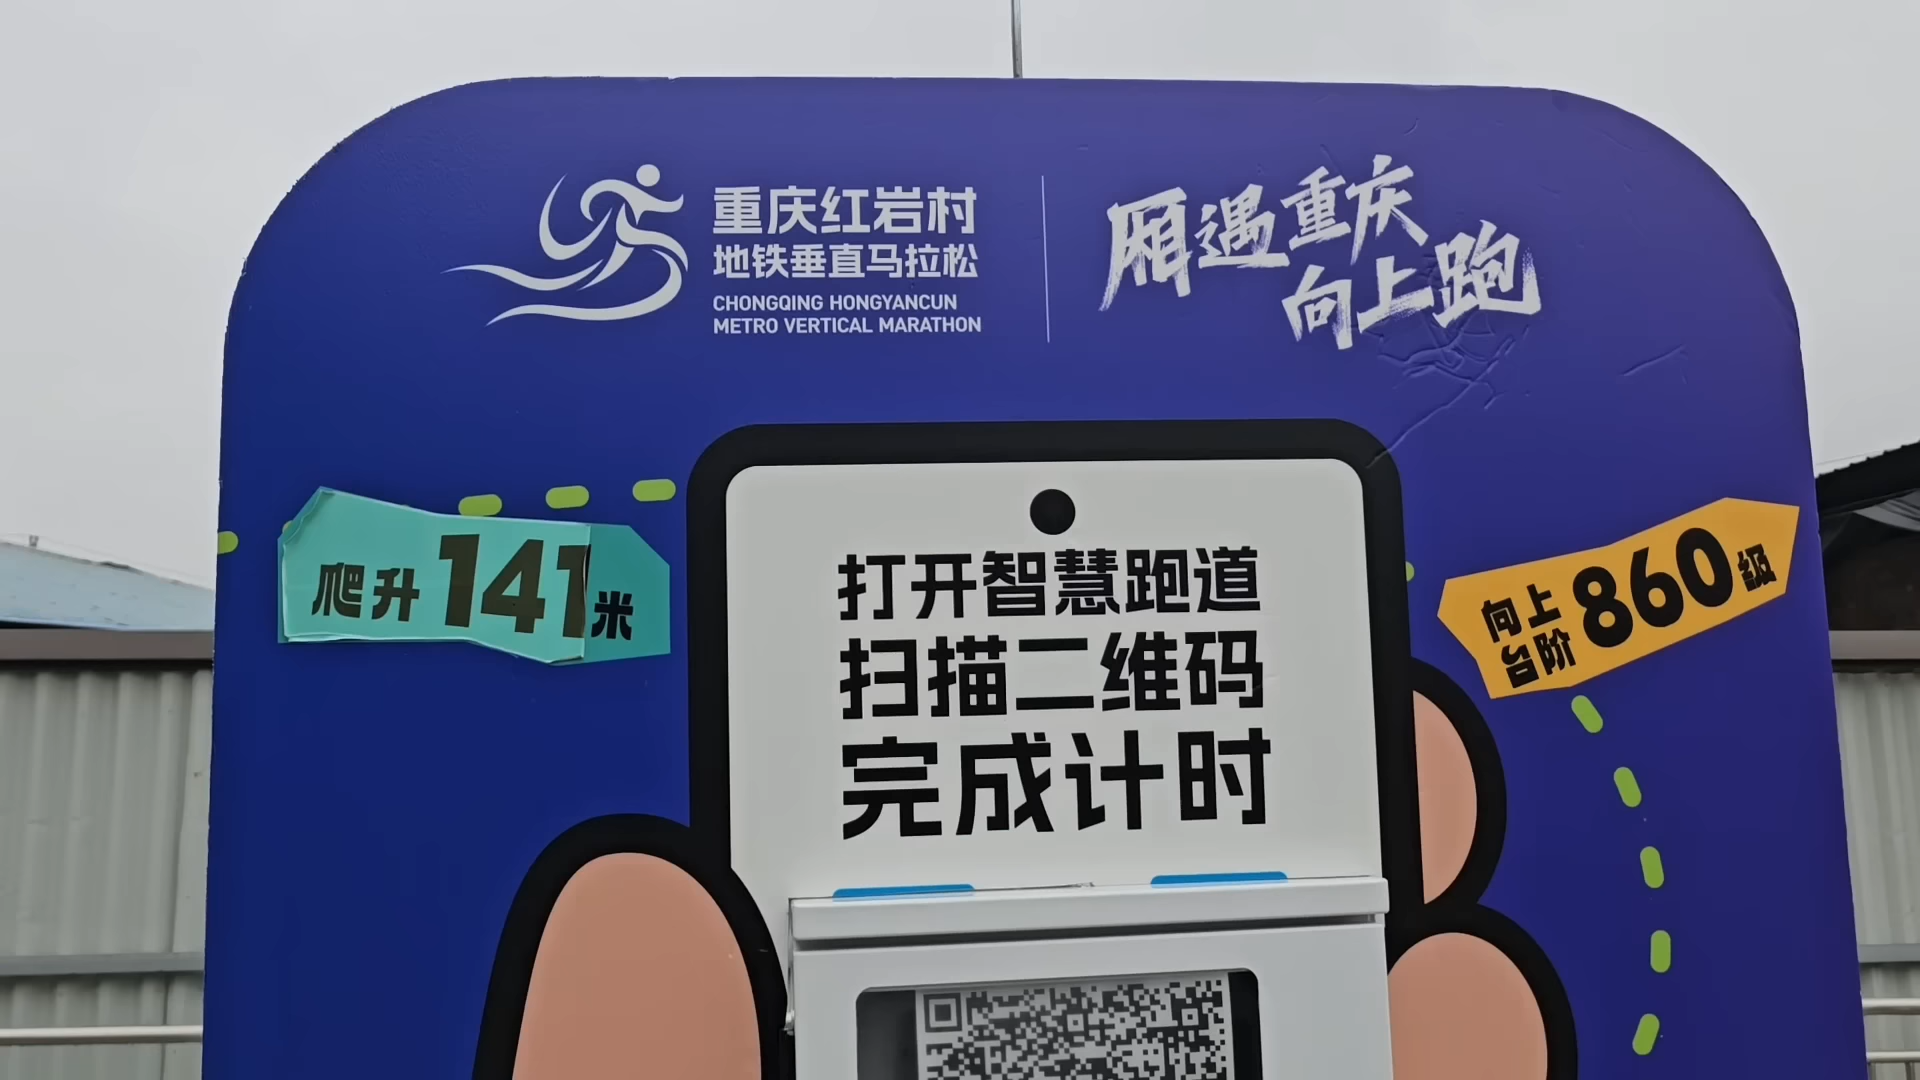 重庆红岩村
地铁垂直马拉松
CHONGQING HONGYANCUN
METRO VERTICAL MARATHON
厢遇重庆
向上跑
爬升141米
打开智慧跑道
扫描二维码
完成计时
向上
台阶
860级